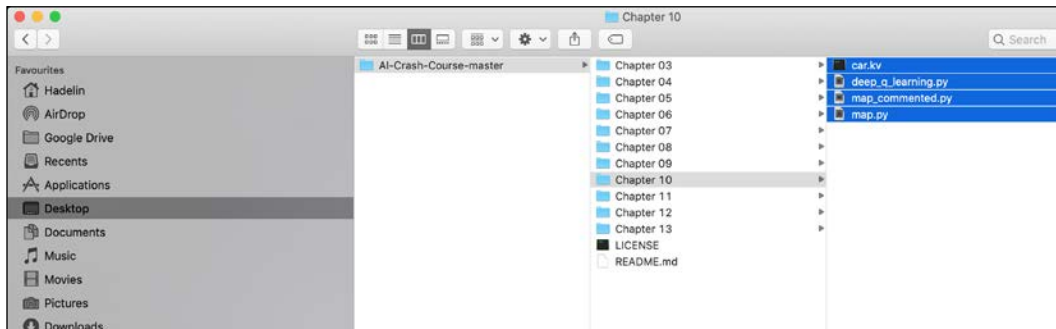 Chapter 10
Search
Favourites
Hadelin
AirDrop
Google Drive
Recents
Applications
Desktop
Documents
Music
Movies
Pictures
Downloads
AI-Crash-Course-master
Chapter 03
Chapter 04
Chapter 05
Chapter 06
Chapter 07
Chapter 08
Chapter 09
Chapter 10
Chapter 11
Chapter 12
Chapter 13
LICENSE
README.md
car.kv
deep_q_learning.py
map_commented.py
map.py